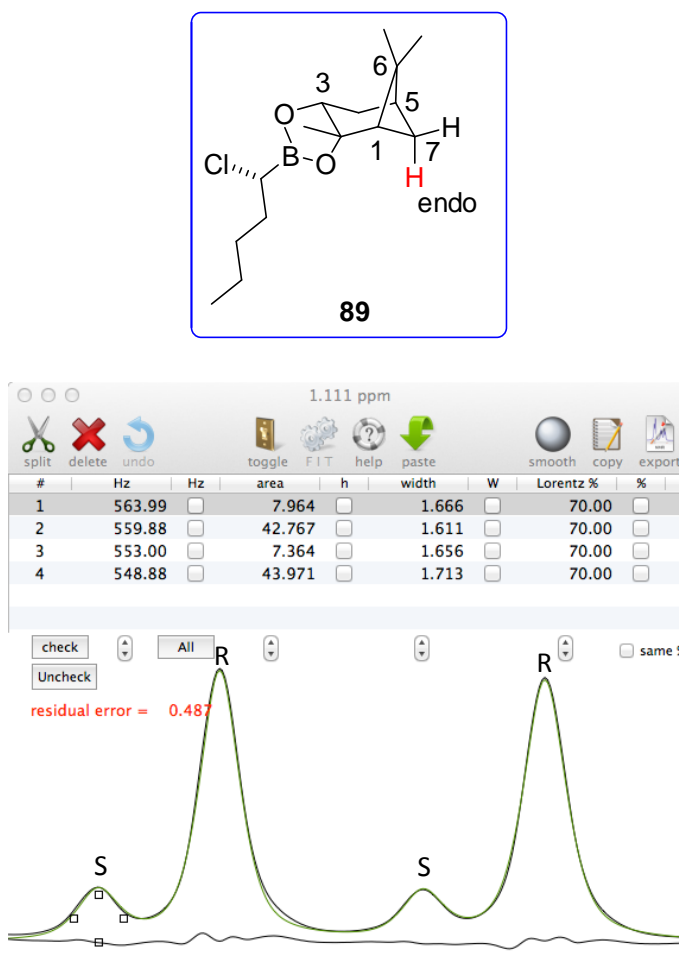 6
3
5
O
H
1
7
Cl
B
O
H
endo
89
1.111 ppm
split delete undo toggle FIT help paste smooth copy export
# Hz Hz area h width W Lorentz % %
1 563.99 7.964 1.666 70.00
2 559.88 42.767 1.611 70.00
3 553.00 7.364 1.656 70.00
4 548.88 43.971 1.713 70.00
check All same
Uncheck
R
R
residual error = 0.487
S
S